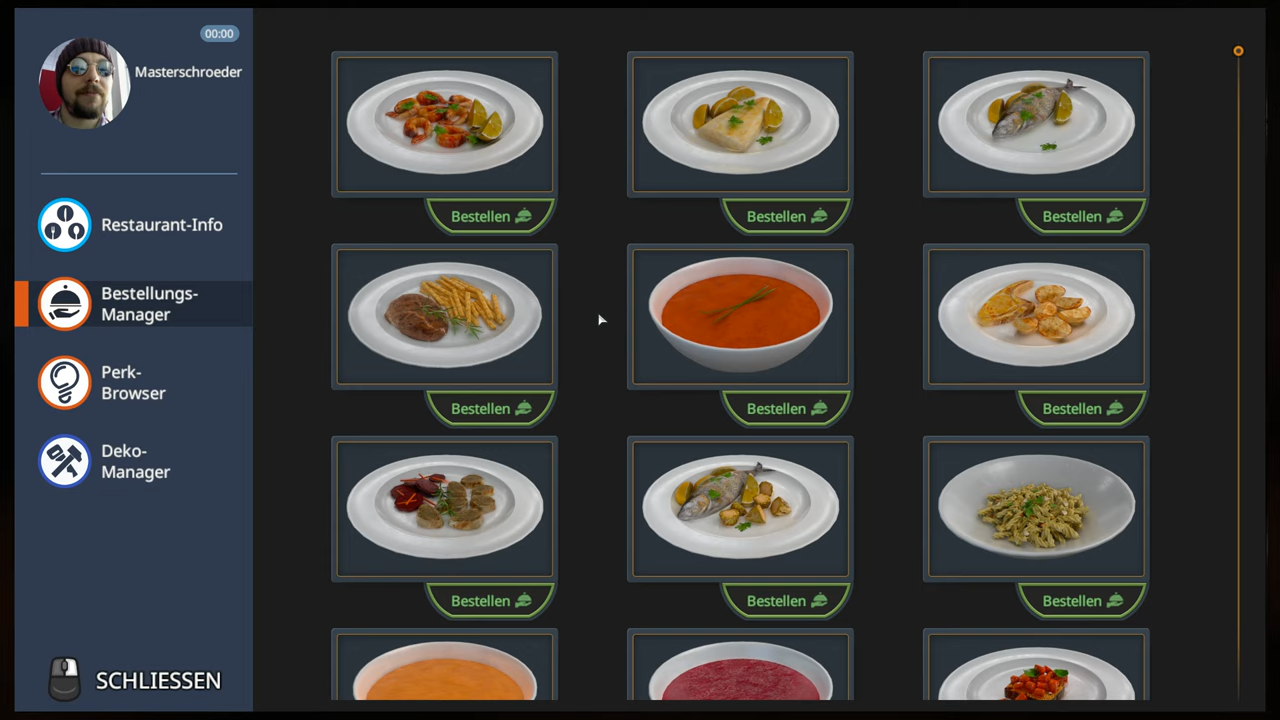 00:00
Masterschroeder
Restaurant-Info
Bestellungs-
Manager
Perk-
Browser
Deko-
Manager
SCHLIESSEN
Bestellen
Bestellen
Bestellen
Bestellen
Bestellen
Bestellen
Bestellen
Bestellen
Bestellen